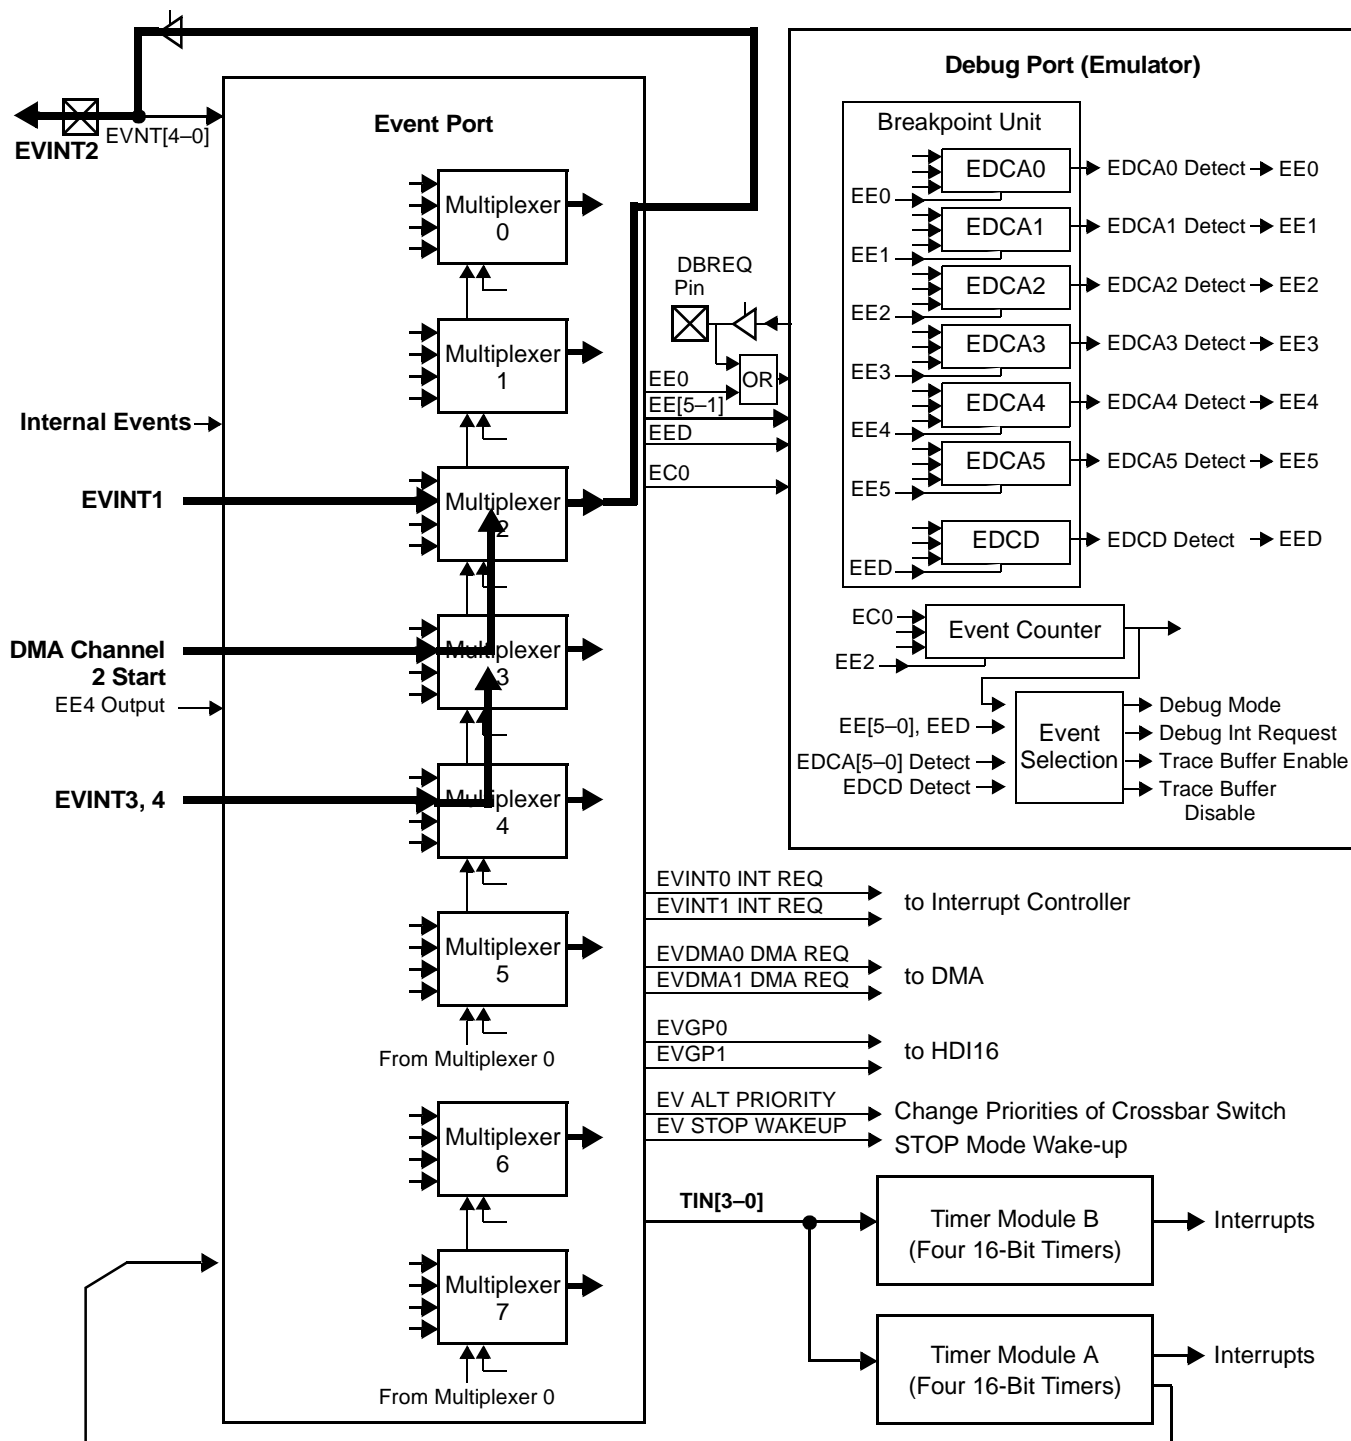 Debug Port (Emulator)
Event Port
EVINT2
EVNT[4–0]
Breakpoint Unit
Multiplexer
0
Multiplexer
1
Internal Events
EVINT1
Multiplexer
2
DMA Channel
2 Start
EE4 Output
Multiplexer
3
EVINT3, 4
Multiplexer
4
Multiplexer
5
From Multiplexer 0
Multiplexer
6
Multiplexer
7
From Multiplexer 0
DBREQ
Pin
OR
EE0
EE[5–1]
EED
EC0
EDCA0
EE0
EDCA0 Detect
EE0
EDCA1
EE1
EDCA1 Detect
EE1
EDCA2
EE2
EDCA2 Detect
EE2
EDCA3
EE3
EDCA3 Detect
EE3
EDCA4
EE4
EDCA4 Detect
EE4
EDCA5
EE5
EDCA5 Detect
EE5
EDCD
EED
EDCD Detect
EED
EC0
Event Counter
EE2
EE[5–0], EED
EDCA[5–0] Detect
EDCD Detect
Event
Selection
Debug Mode
Debug Int Request
Trace Buffer Enable
Trace Buffer
Disable
EVINT0 INT REQ
EVINT1 INT REQ
to Interrupt Controller
EVDMA0 DMA REQ
EVDMA1 DMA REQ
to DMA
EVGP0
EVGP1
to HDI16
EV ALT PRIORITY
Change Priorities of Crossbar Switch
EV STOP WAKEUP
STOP Mode Wake-up
TIN[3–0]
Timer Module B
(Four 16-Bit Timers)
Interrupts
Timer Module A
(Four 16-Bit Timers)
Interrupts